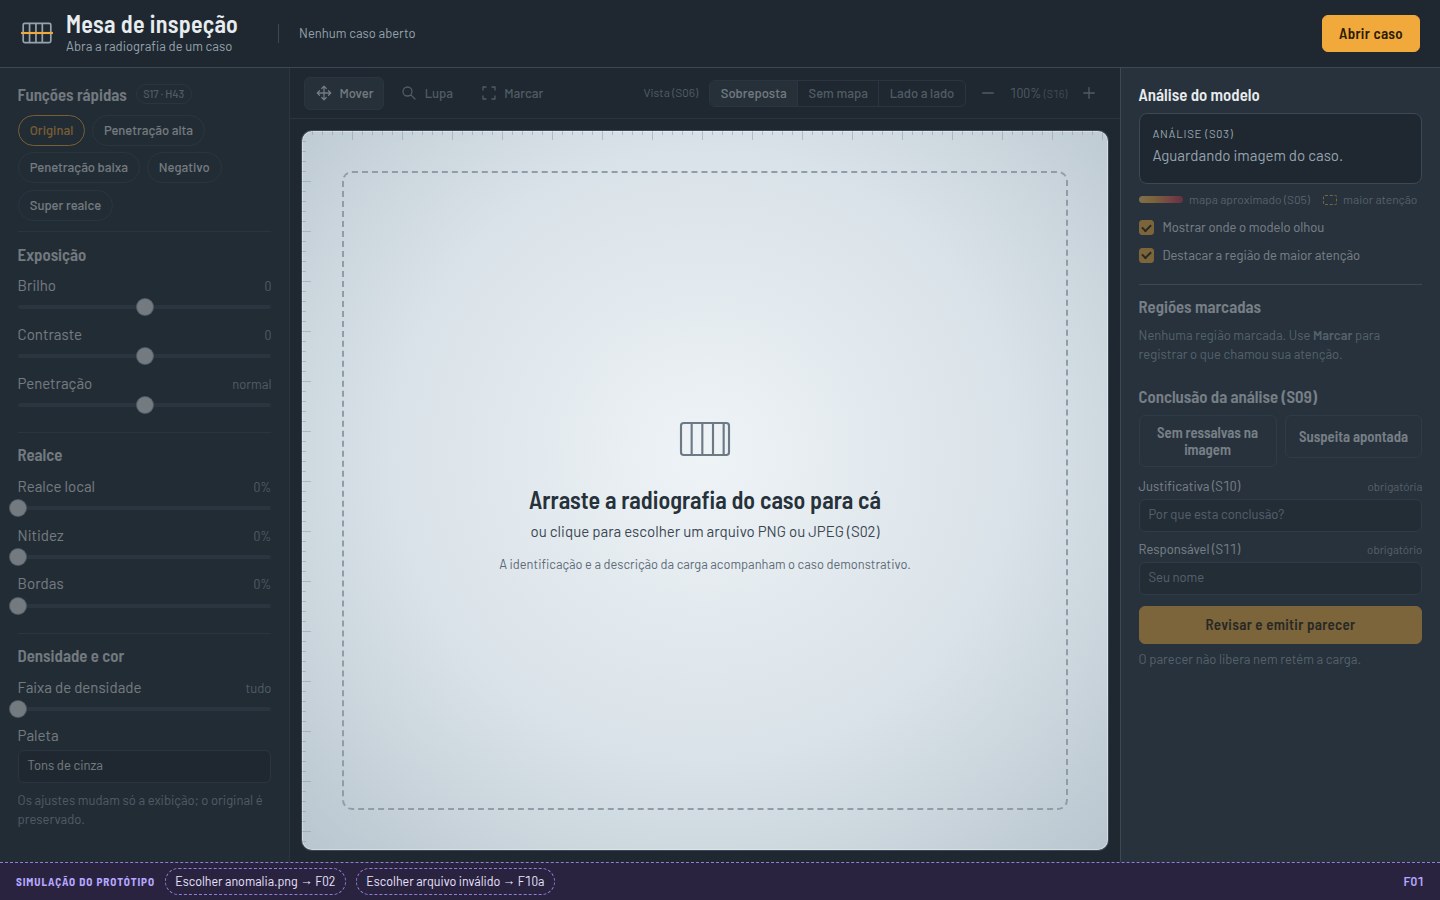 Mesa de inspeção
Abra a radiografia de um caso
Nenhum caso aberto
Abrir caso
Funções rápidas
S17 · H43
Original
Penetração alta
Penetração baixa
Negativo
Super realce
Exposição
Brilho 0
Contraste 0
Penetração normal
Realce
Realce local 0%
Nitidez 0%
Bordas 0%
Densidade e cor
Faixa de densidade tudo
Paleta
Tons de cinza
Os ajustes mudam só a exibição; o original é
preservado.
Mover
Lupa
Marcar
Vista (S06)
Sobreposta
Sem mapa
Lado a lado
100% (S16)
Arraste a radiografia do caso para cá
ou clique para escolher um arquivo PNG ou JPEG (S02)
A identificação e a descrição da carga acompanham o caso demonstrativo.
Análise do modelo
ANÁLISE (S03)
Aguardando imagem do caso.
mapa aproximado (S05)
maior atenção
Mostrar onde o modelo olhou
Destacar a região de maior atenção
Regiões marcadas
Nenhuma região marcada. Use Marcar para
registrar o que chamou sua atenção.
Conclusão da análise (S09)
Sem ressalvas na
imagem
Suspeita apontada
Justificativa (S10) obrigatória
Por que esta conclusão?
Responsável (S11) obrigatório
Seu nome
Revisar e emitir parecer
O parecer não libera nem retém a carga.
SIMULAÇÃO DO PROTÓTIPO
Escolher anomalia.png → F02
Escolher arquivo inválido → F10a
F01